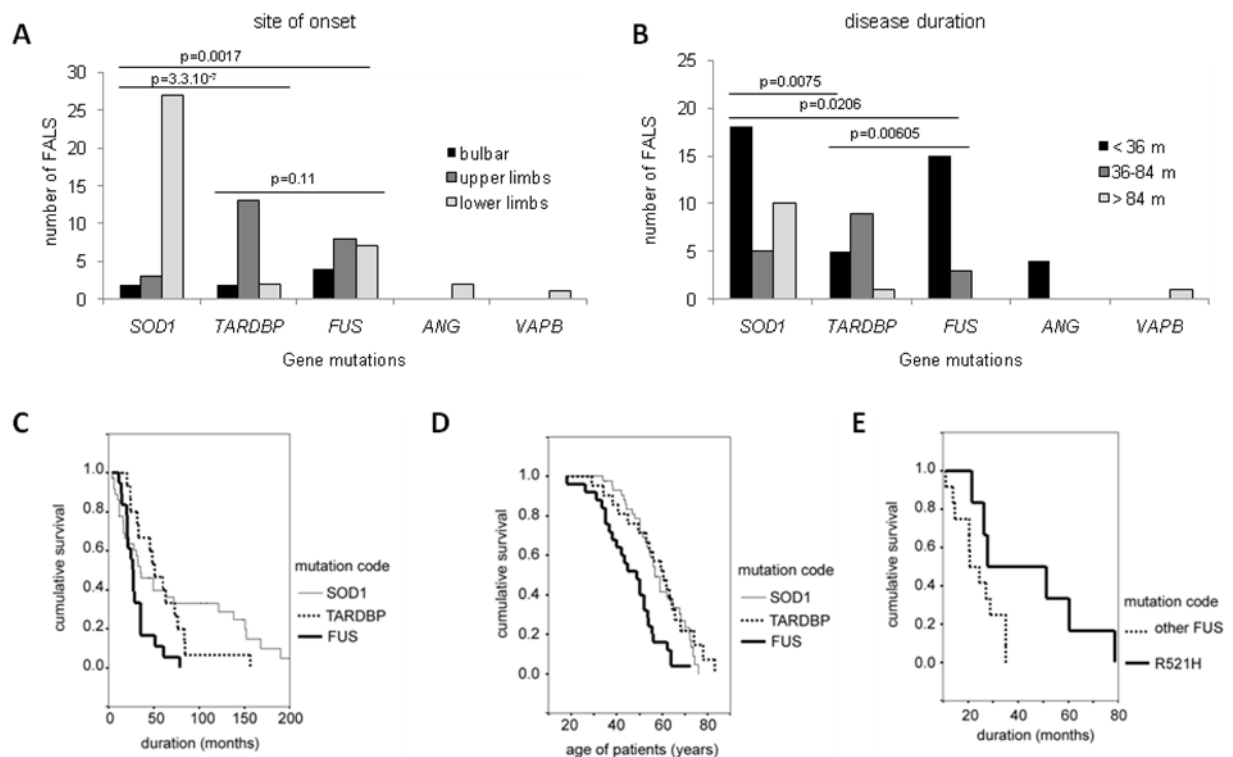 A
site of onset
p=0.0017
p=3.3.10-7
p=0.11
30
25
20
15
10
5
0
number of FALS
bulbar
upper limbs
lower limbs
SOD1 TARDBP FUS ANG VAPB
Gene mutations
B
disease duration
p=0.0075
p=0.0206
p=0.00605
25
20
15
10
5
0
number of FALS
< 36 m
36-84 m
> 84 m
SOD1 TARDBP FUS ANG VAPB
Gene mutations
C
1.0
0.8
0.6
0.4
0.2
0.0
cumulative survival
mutation code
SOD1
TARDBP
FUS
0 50 100 150 200
duration (months)
D
1.0
0.8
0.6
0.4
0.2
0.0
cumulative survival
mutation code
SOD1
TARDBP
FUS
20 40 60 80
age of patients (years)
E
1.0
0.8
0.6
0.4
0.2
0.0
cumulative survival
mutation code
other FUS
R521H
20 40 60 80
duration (months)